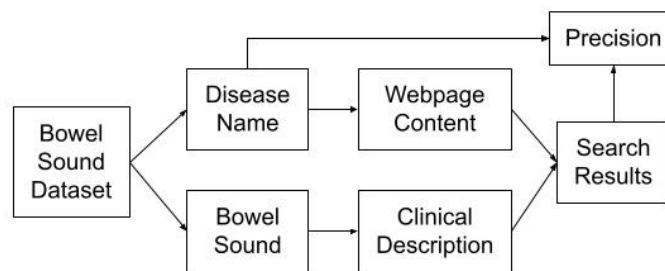 Precision
Disease
Name
Webpage
Content
Bowel
Sound
Dataset
Search
Results
Bowel
Sound
Clinical
Description